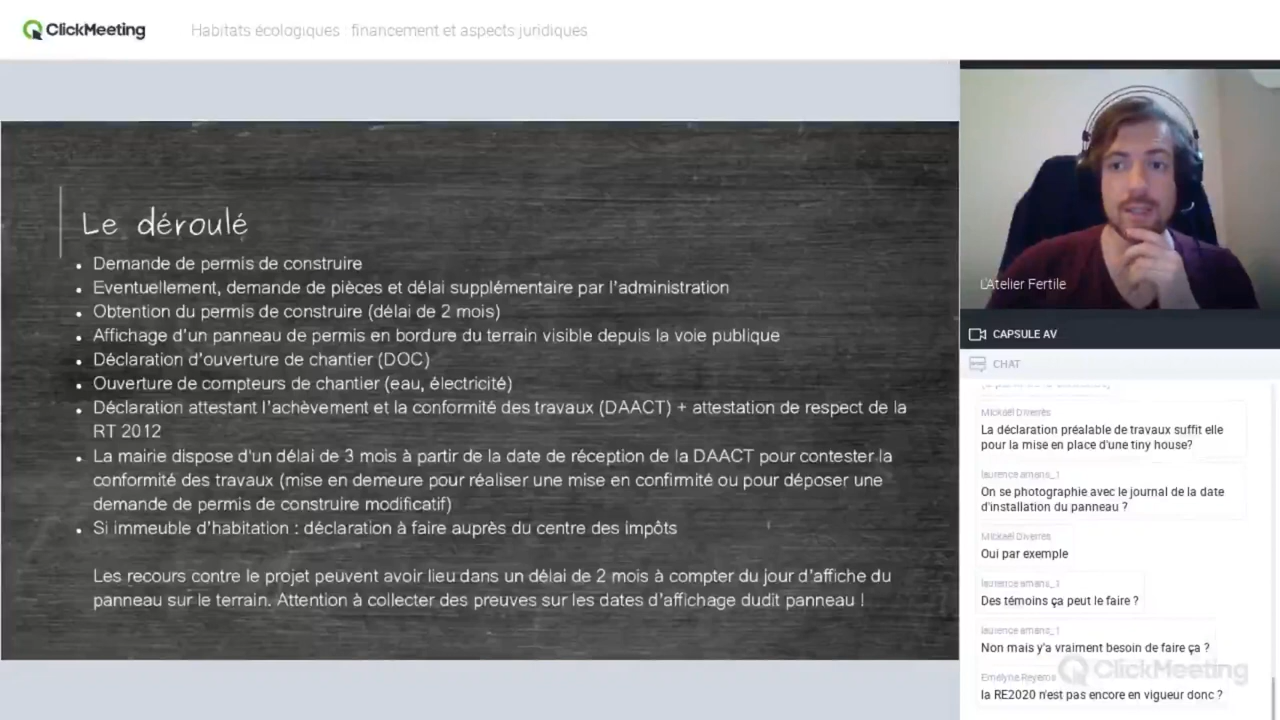 ClickMeeting
Habitats écologiques : financement et aspects juridiques
Le déroulé
• Demande de permis de construire
• Eventuellement, demande de pièces et délai supplémentaire par l'administration
• Obtention du permis de construire (délai de 2 mois)
• Affichage d'un panneau de permis en bordure du terrain visible depuis la voie publique
• Déclaration d'ouverture de chantier (DOC)
• Ouverture de compteurs de chantier (eau, électricité)
• Déclaration attestant l'achèvement et la conformité des travaux (DAACT) + attestation de respect de la
RT 2012
• La mairie dispose d'un délai de 3 mois à partir de la date de réception de la DAACT pour contester la
conformité des travaux (mise en demeure pour réaliser une mise en confirmité ou pour déposer une
demande de permis de construire modificatif)
• Si immeuble d'habitation : déclaration à faire auprès du centre des impôts
Les recours contre le projet peuvent avoir lieu dans un délai de 2 mois à compter du jour d'affiche du
panneau sur le terrain. Attention à collecter des preuves sur les dates d'affichage dudit panneau !
L'Atelier Fertile
CAPSULE AV
CHAT
Mickaël Diverrès
La déclaration préalable de travaux suffit elle
pour la mise en place d'une tiny house?
laurence amans_1
On se photographie avec le journal de la date
d'installation du panneau ?
Mickaël Diverrès
Oui par exemple
laurence amans_1
Des témoins ça peut le faire ?
laurence amans_1
Non mais y'a vraiment besoin de faire ça ?
ClickMeeting
la RE2020 n'est pas encore en vigueur donc ?